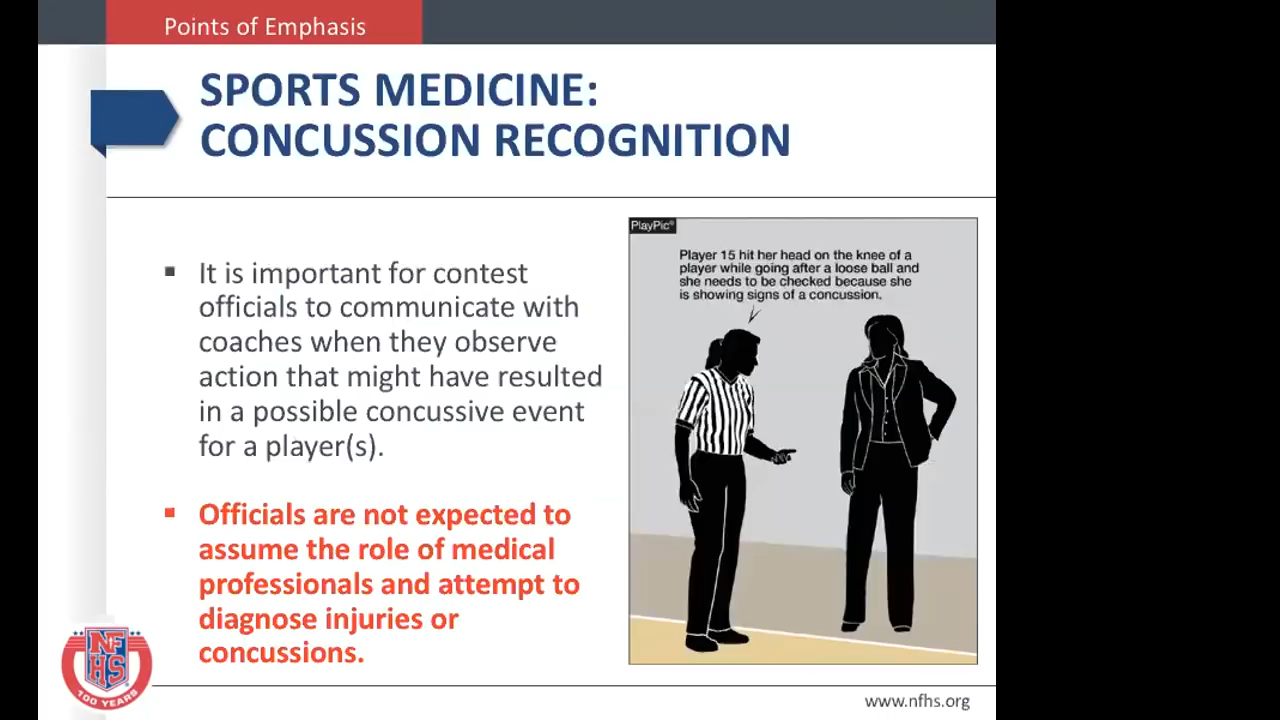 Points of Emphasis
SPORTS MEDICINE:
CONCUSSION RECOGNITION
▪ It is important for contest
officials to communicate with
coaches when they observe
action that might have resulted
in a possible concussive event
for a player(s).
▪ Officials are not expected to
assume the role of medical
professionals and attempt to
diagnose injuries or
concussions.
PlayPic®
Player 15 hit her head on the knee of a
player while going after a loose ball and
she needs to be checked because she
is showing signs of a concussion.
NF
HS
100 YEARS
www.nfhs.org